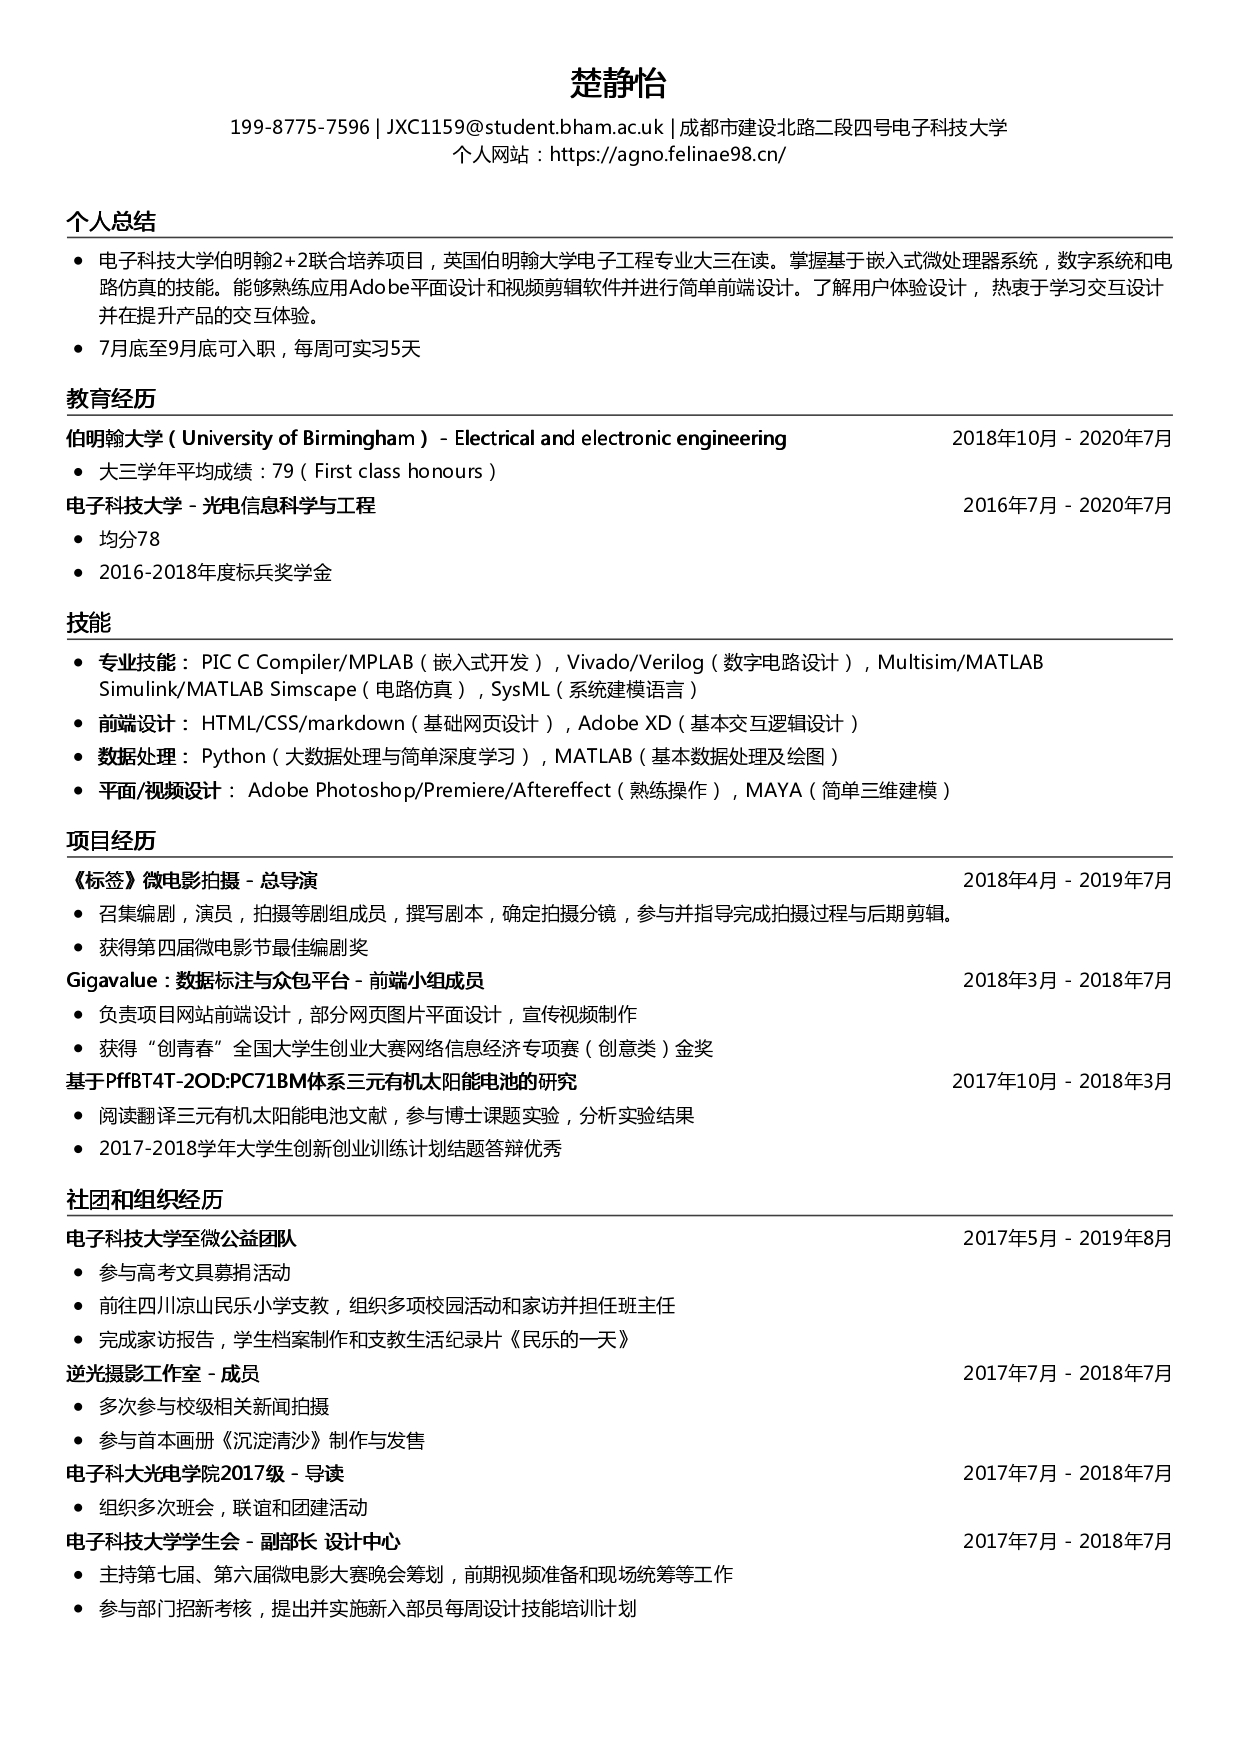 楚静怡
199-8775-7596 | JXC1159@student.bham.ac.uk | 成都市建设北路二段四号电子科技大学
个人网站：https://agno.felinae98.cn/
个人总结
• 电子科技大学伯明翰2+2联合培养项目，英国伯明翰大学电子工程专业大三在读。掌握基于嵌入式微处理器系统，数字系统和电
路仿真的技能。能够熟练应用Adobe平面设计和视频剪辑软件并进行简单前端设计。了解用户体验设计， 热衷于学习交互设计
并在提升产品的交互体验。
• 7月底至9月底可入职，每周可实习5天
教育经历
伯明翰大学（University of Birmingham） - Electrical and electronic engineering 2018年10月 - 2020年7月
• 大三学年平均成绩：79（First class honours）
电子科技大学 - 光电信息科学与工程 2016年7月 - 2020年7月
• 均分78
• 2016-2018年度标兵奖学金
技能
• 专业技能： PIC C Compiler/MPLAB（嵌入式开发），Vivado/Verilog（数字电路设计），Multisim/MATLAB
Simulink/MATLAB Simscape（电路仿真），SysML（系统建模语言）
• 前端设计： HTML/CSS/markdown（基础网页设计），Adobe XD（基本交互逻辑设计）
• 数据处理： Python（大数据处理与简单深度学习），MATLAB（基本数据处理及绘图）
• 平面/视频设计： Adobe Photoshop/Premiere/Aftereffect（熟练操作），MAYA（简单三维建模）
项目经历
《标签》微电影拍摄 - 总导演 2018年4月 - 2019年7月
• 召集编剧，演员，拍摄等剧组成员，撰写剧本，确定拍摄分镜，参与并指导完成拍摄过程与后期剪辑。
• 获得第四届微电影节最佳编剧奖
Gigavalue：数据标注与众包平台 - 前端小组成员 2018年3月 - 2018年7月
• 负责项目网站前端设计，部分网页图片平面设计，宣传视频制作
• 获得“创青春”全国大学生创业大赛网络信息经济专项赛（创意类）金奖
基于PffBT4T-2OD:PC71BM体系三元有机太阳能电池的研究 2017年10月 - 2018年3月
• 阅读翻译三元有机太阳能电池文献，参与博士课题实验，分析实验结果
• 2017-2018学年大学生创新创业训练计划结题答辩优秀
社团和组织经历
电子科技大学至微公益团队 2017年5月 - 2019年8月
• 参与高考文具募捐活动
• 前往四川凉山民乐小学支教，组织多项校园活动和家访并担任班主任
• 完成家访报告，学生档案制作和支教生活纪录片《民乐的一天》
逆光摄影工作室 - 成员 2017年7月 - 2018年7月
• 多次参与校级相关新闻拍摄
• 参与首本画册《沉淀清沙》制作与发售
电子科大光电学院2017级 - 导读 2017年7月 - 2018年7月
• 组织多次班会，联谊和团建活动
电子科技大学学生会 - 副部长 设计中心 2017年7月 - 2018年7月
• 主持第七届、第六届微电影大赛晚会筹划，前期视频准备和现场统筹等工作
• 参与部门招新考核，提出并实施新入部员每周设计技能培训计划